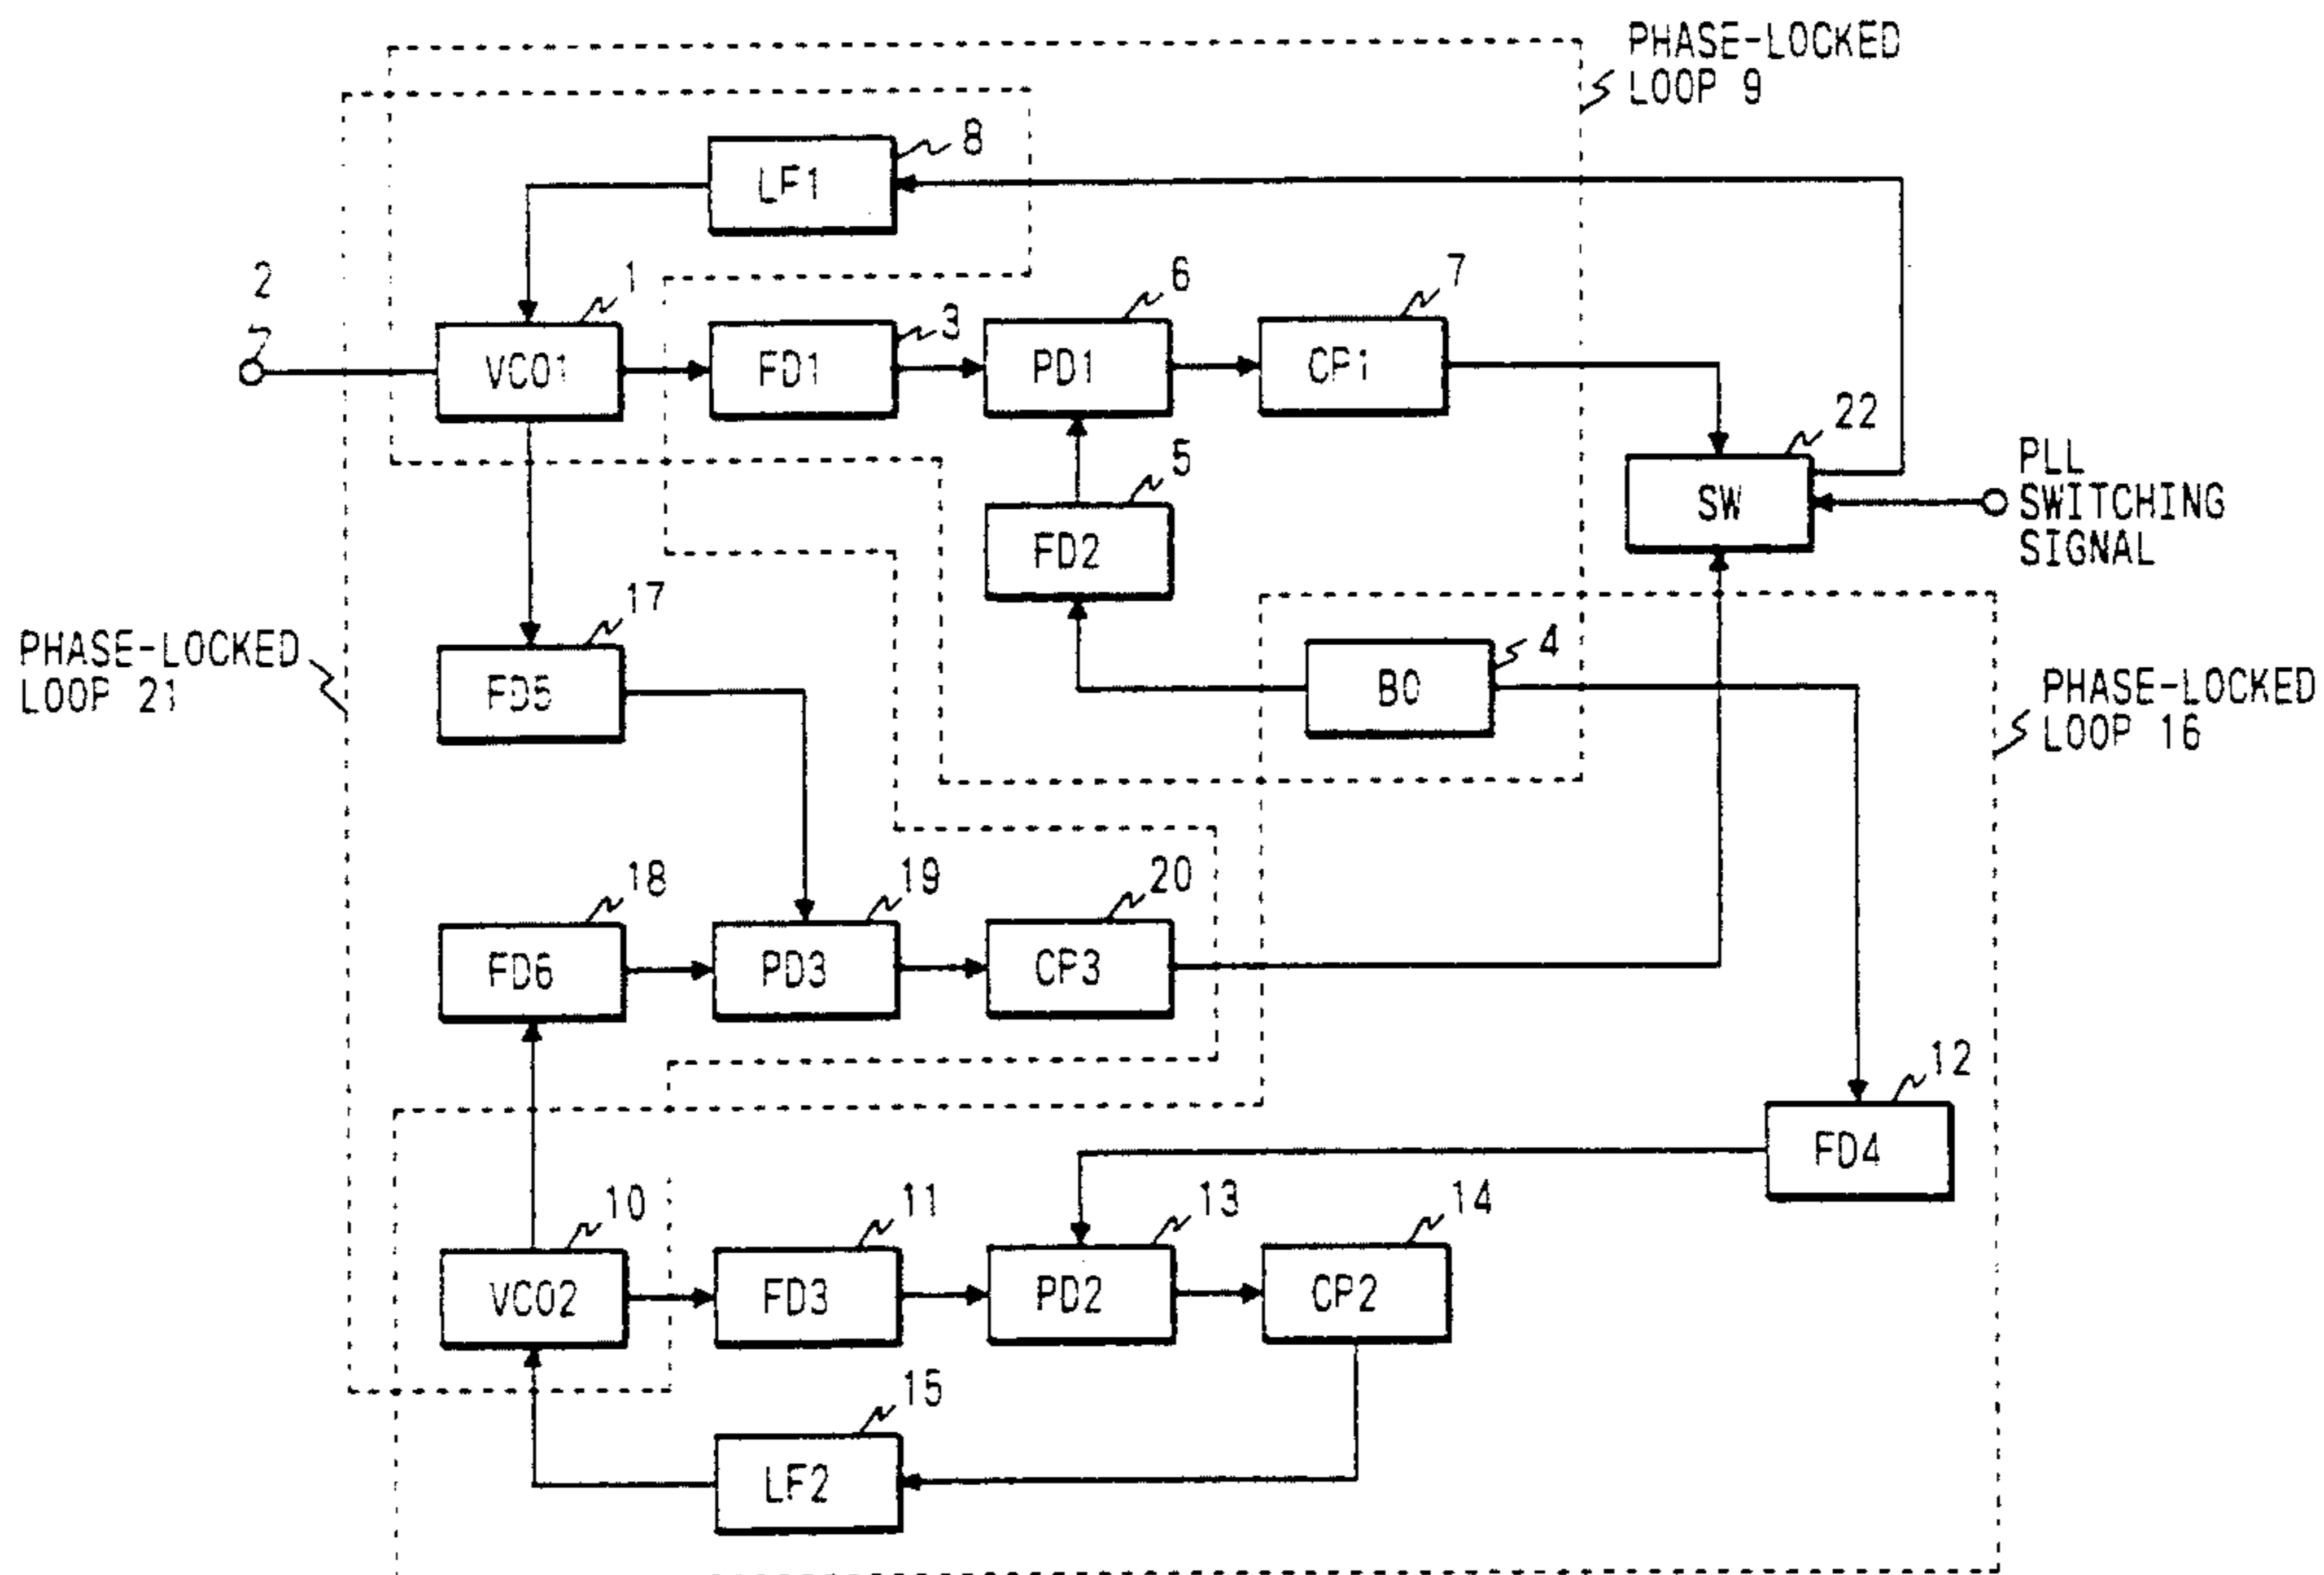 PHASE-LOCKED
LOOP 9
8
LF1
2
1
3
6
7
VCO1
FD1
PD1
CP1
22
5
PLL
SWITCHING
SIGNAL
SW
FD2
17
4
PHASE-LOCKED
LOOP 21
FD5
BO
PHASE-LOCKED
LOOP 16
18
19
20
FD6
PD3
CP3
12
FD4
10
11
13
14
VCO2
FD3
PD2
CP2
15
LF2